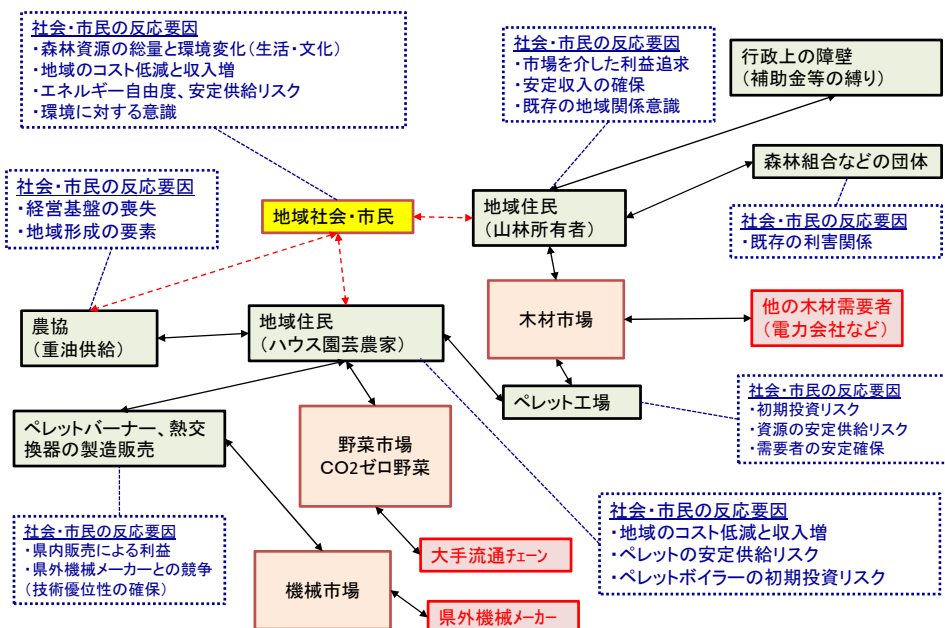 社会・市民の反応要因
・森林資源の総量と環境変化(生活・文化)
・地域のコスト低減と収入増
・エネルギー自由度、安定供給リスク
・環境に対する意識
社会・市民の反応要因
・市場を介した利益追求
・安定収入の確保
・既存の地域関係意識
行政上の障壁
(補助金等の縛り)
森林組合などの団体
社会・市民の反応要因
・経営基盤の喪失
・地域形成の要素
地域社会・市民
地域住民
(山林所有者)
社会・市民の反応要因
・既存の利害関係
農協
(重油供給)
地域住民
(ハウス園芸農家)
木材市場
他の木材需要者
(電力会社など)
ペレット工場
社会・市民の反応要因
・初期投資リスク
・資源の安定供給リスク
・需要者の安定確保
ペレットバーナー、熱交
換器の製造販売
野菜市場
CO2ゼロ野菜
社会・市民の反応要因
・地域のコスト低減と収入増
・ペレットの安定供給リスク
・ペレットボイラーの初期投資リスク
社会・市民の反応要因
・県内販売による利益
・県外機械メーカーとの競争
(技術優位性の確保)
大手流通チェーン
機械市場
県外機械メーカー